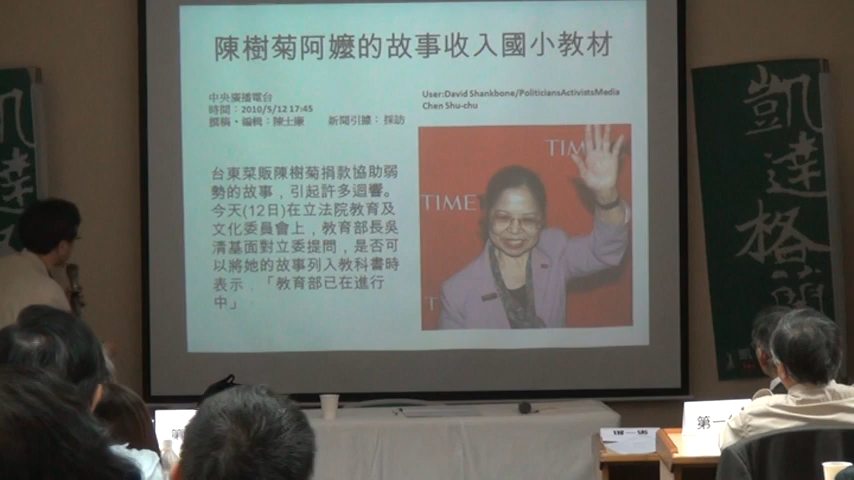 陳樹菊阿嬤的故事收入國小教材
中央廣播電台
時間：2010/5/12 17:45
撰稿‧編輯：陳士廉 新聞引據：採訪
User:David Shankbone/PoliticiansActivistsMedia
Chen Shu-chu
台東菜販陳樹菊捐款協助弱
勢的故事，引起許多迴響。
今天(12日)在立法院教育及
文化委員會上，教育部長吳
清基面對立委提問，是否可
以將她的故事列入教科書時
表示，「教育部已在進行
中」
TIME
TIME
凱達格蘭
凱達格
第
第一